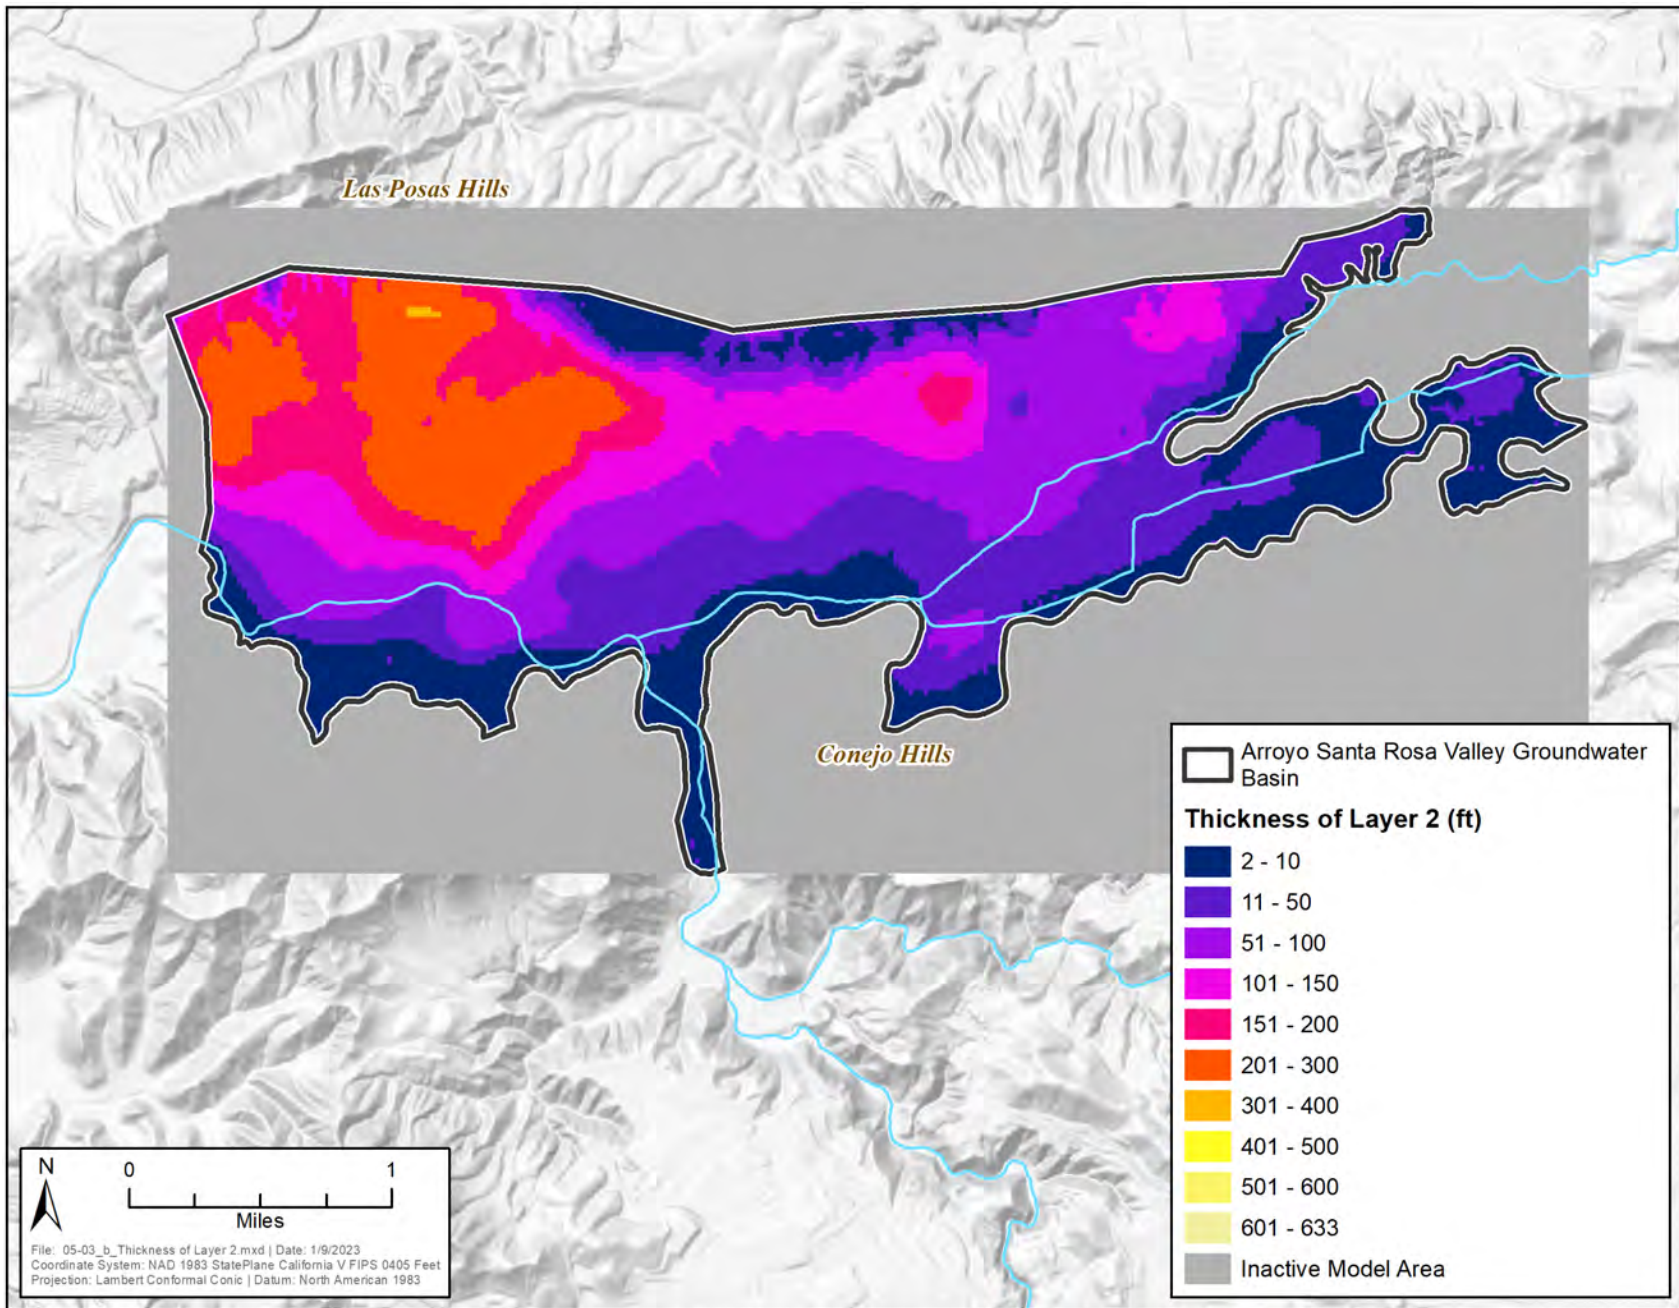 Las Posas Hills
Conejo Hills
Arroyo Santa Rosa Valley Groundwater
Basin
Thickness of Layer 2 (ft)
2 - 10
11 - 50
51 - 100
101 - 150
151 - 200
201 - 300
301 - 400
401 - 500
501 - 600
601 - 633
Inactive Model Area
N
0 1
Miles
File: 05-03_b_Thickness of Layer 2.mxd | Date: 1/9/2023
Coordinate System: NAD 1983 StatePlane California V FIPS 0405 Feet
Projection: Lambert Conformal Conic | Datum: North American 1983